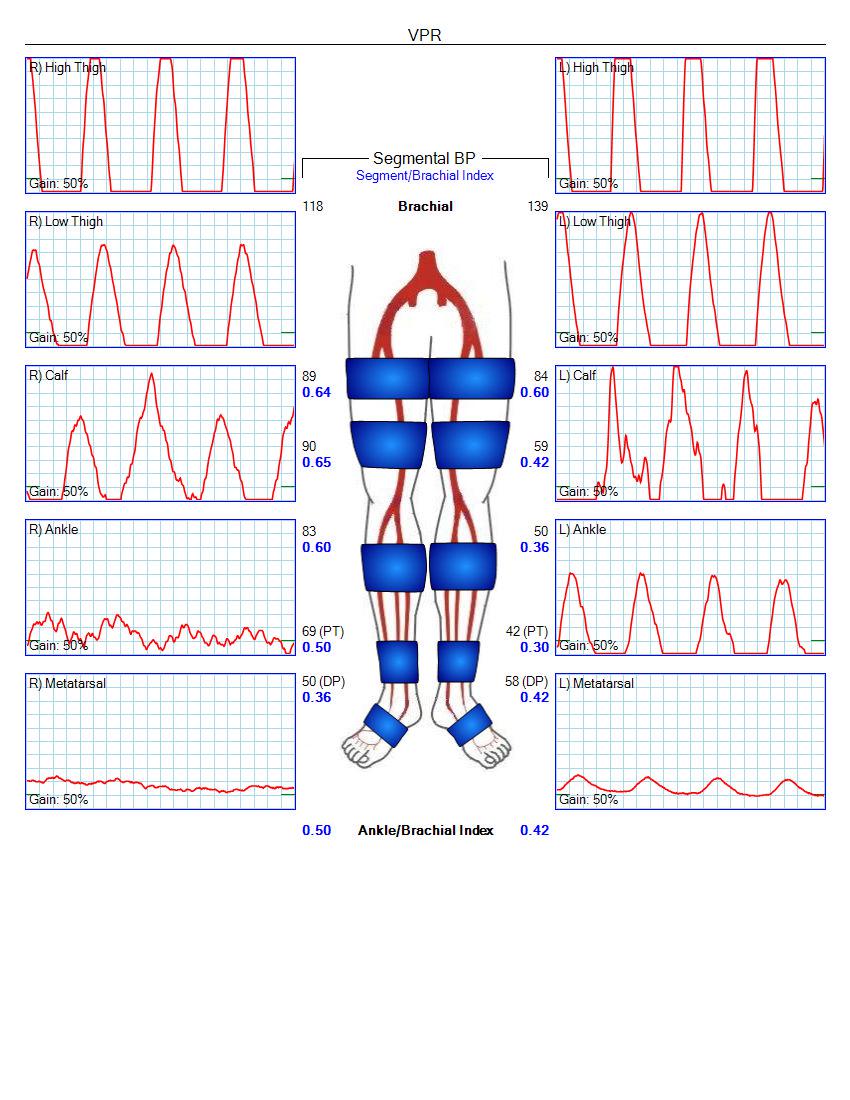 VPR
R) High Thigh
Gain: 50%
L) High Thigh
Gain: 50%
Segmental BP
Segment/Brachial Index
118 Brachial 139
R) Low Thigh
Gain: 50%
L) Low Thigh
Gain: 50%
R) Calf
Gain: 50%
89
0.64
84
0.60
L) Calf
Gain: 50%
90
0.65
59
0.42
R) Ankle
Gain: 50%
83
0.60
50
0.36
L) Ankle
Gain: 50%
69 (PT)
0.50
42 (PT)
0.30
R) Metatarsal
Gain: 50%
50 (DP)
0.36
58 (DP)
0.42
L) Metatarsal
Gain: 50%
0.50 Ankle/Brachial Index 0.42